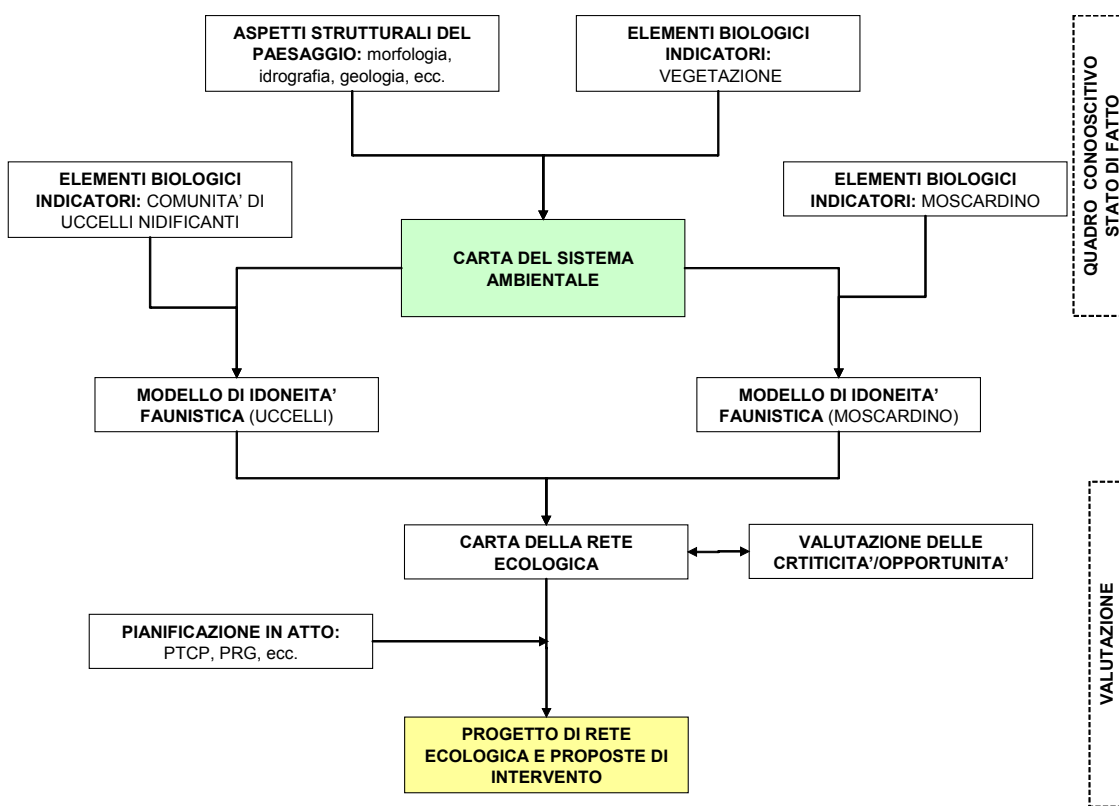 ASPETTI STRUTTURALI DEL
PAESAGGIO: morfologia,
idrografia, geologia, ecc.
ELEMENTI BIOLOGICI
INDICATORI:
VEGETAZIONE
QUADRO CONOOSCITIVO
STATO DI FATTO
ELEMENTI BIOLOGICI
INDICATORI: COMUNITA' DI
UCCELLI NIDIFICANTI
ELEMENTI BIOLOGICI
INDICATORI: MOSCARDINO
CARTA DEL SISTEMA
AMBIENTALE
MODELLO DI IDONEITA'
FAUNISTICA (UCCELLI)
MODELLO DI IDONEITA'
FAUNISTICA (MOSCARDINO)
CARTA DELLA RETE
ECOLOGICA
VALUTAZIONE DELLE
CRTITICITA'/OPPORTUNITA'
VALUTAZIONE
PIANIFICAZIONE IN ATTO:
PTCP, PRG, ecc.
PROGETTO DI RETE
ECOLOGICA E PROPOSTE DI
INTERVENTO